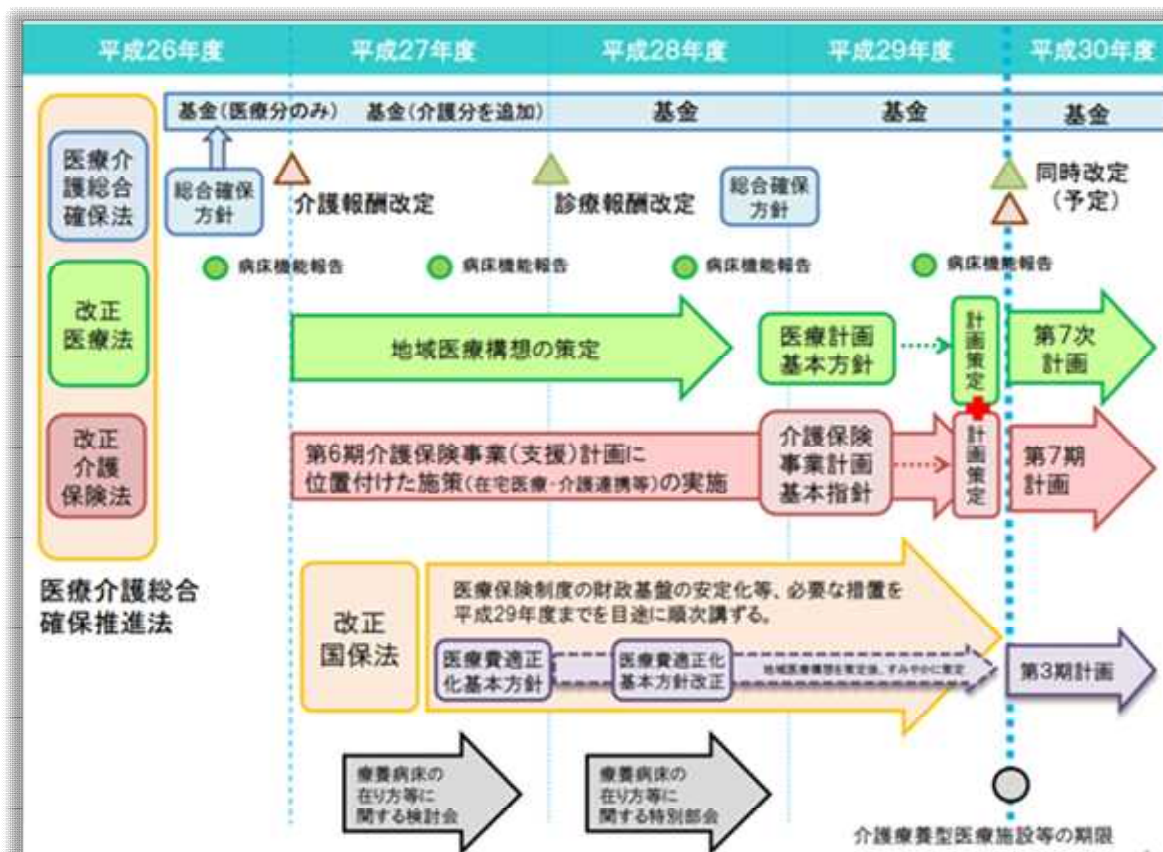 平成26年度
平成27年度
平成28年度
平成29年度
平成30年度
基金(医療分のみ)
基金(介護分を追加)
基金
基金
基金
医療介
護総合
確保法
総合確保
方針
介護報酬改定
診療報酬改定
総合確保
方針
同時改定
(予定)
病床機能報告
病床機能報告
病床機能報告
病床機能報告
改正
医療法
地域医療構想の策定
医療計画
基本方針
計画策定
第7次
計画
改正
介護
保険法
第6期介護保険事業(支援)計画に
位置付けた施策(在宅医療・介護連携等)の実施
介護保険
事業計画
基本指針
計画策定
第7期
計画
医療介護総合
確保推進法
改正
国保法
医療保険制度の財政基盤の安定化等、必要な措置を
平成29年度までを目途に順次講ずる。
医療費適正
化基本方針
医療費適正化
基本方針改正
地域医療構想を策定後、すみやかに策定
第3期計画
療養病床の
在り方等に
関する検討会
療養病床の
在り方等に
関する特別部会
介護療養型医療施設等の期限